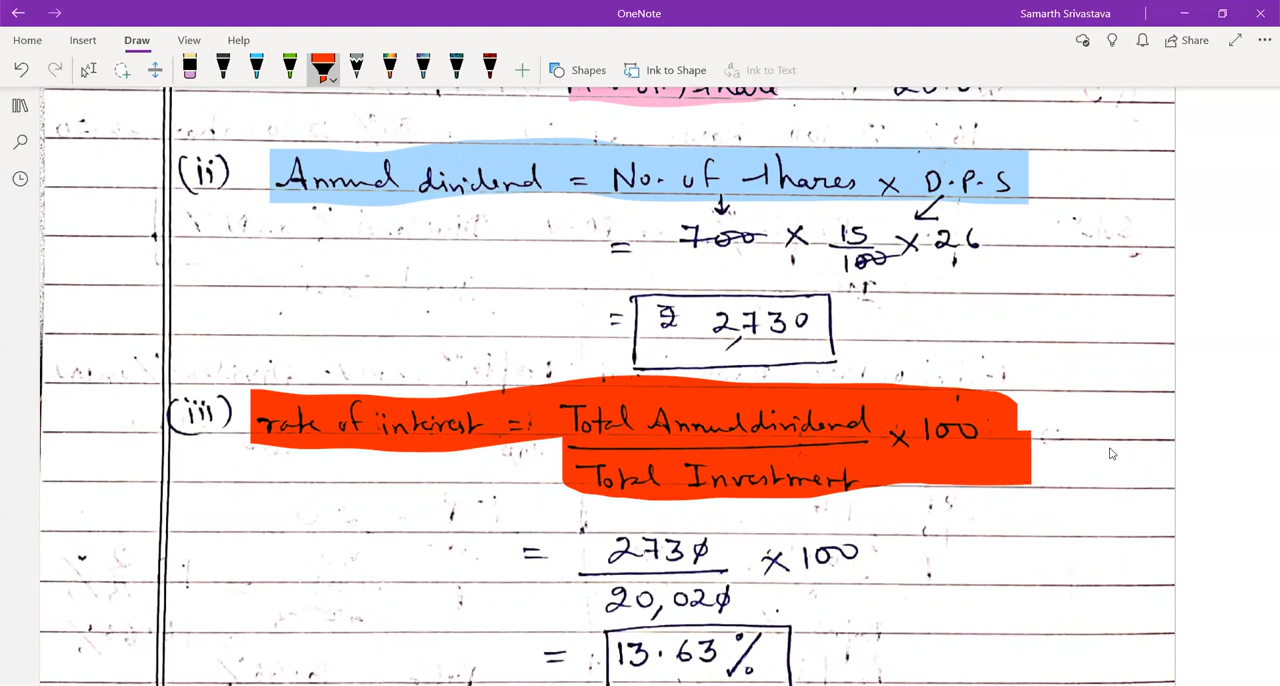 OneNote
Samarth Srivastava
Home Insert Draw View Help
Share
Shapes Ink to Shape Ink to Text
(ii) Annual dividend = No. of shares × D.P.S
= 700 × 15/100 × 26
= ₹ 2,730
(iii) rate of interest = Total Annual dividend / Total Investment × 100
= 2730 / 20,020 × 100
= 13.63 %